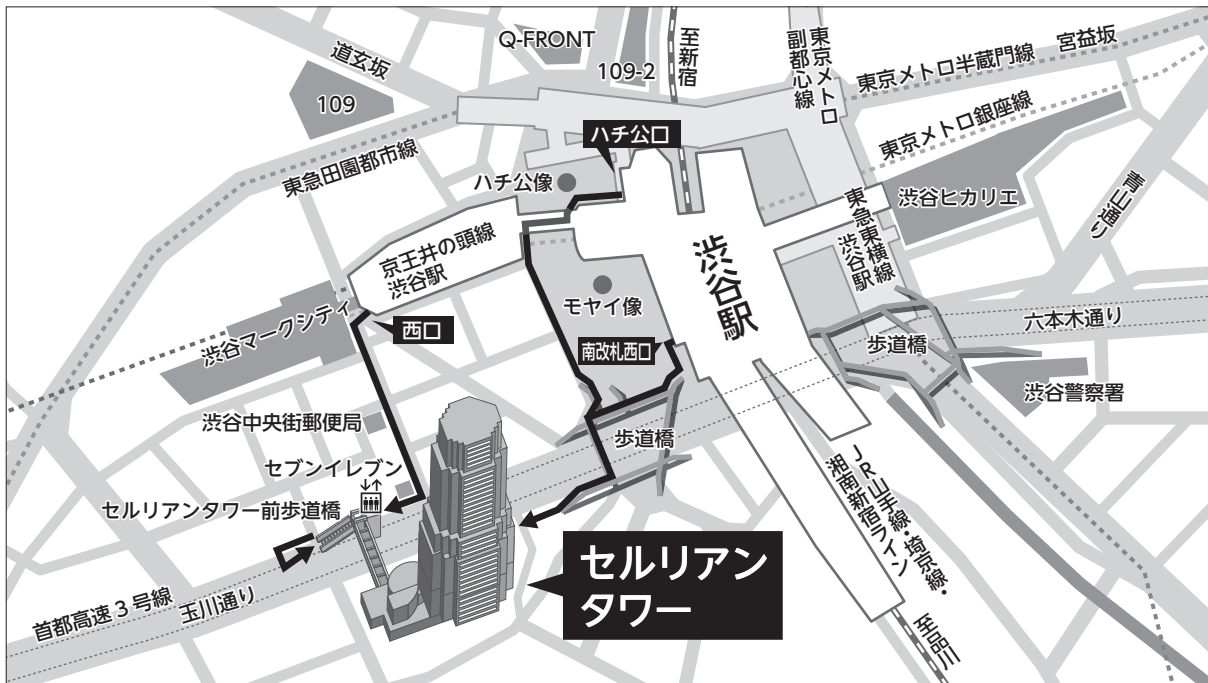 Q-FRONT
道玄坂
109-2
109
至新宿
東京メトロ
副都心線
東京メトロ半蔵門線
宮益坂
東京メトロ銀座線
ハチ公口
ハチ公像
東急田園都市線
渋谷ヒカリエ
青山通り
京王井の頭線
渋谷駅
東急東横線
渋谷駅
渋谷駅
モヤイ像
渋谷マークシティ
西口
南改札西口
六本木通り
歩道橋
渋谷警察署
渋谷中央街郵便局
歩道橋
セブンイレブン
セルリアンタワー前歩道橋
JR山手線・埼京線・
湘南新宿ライン
セルリアン
タワー
首都高速3号線
玉川通り
至品川